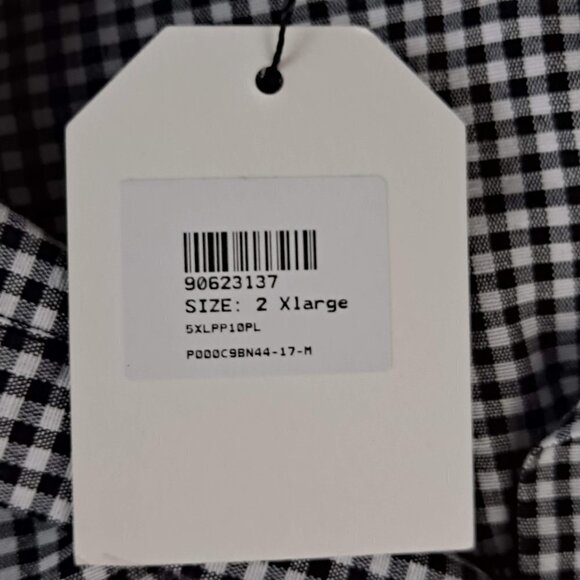 90623137
SIZE: 2 Xlarge
5XLPP10PL
P000C9BN44-17-M